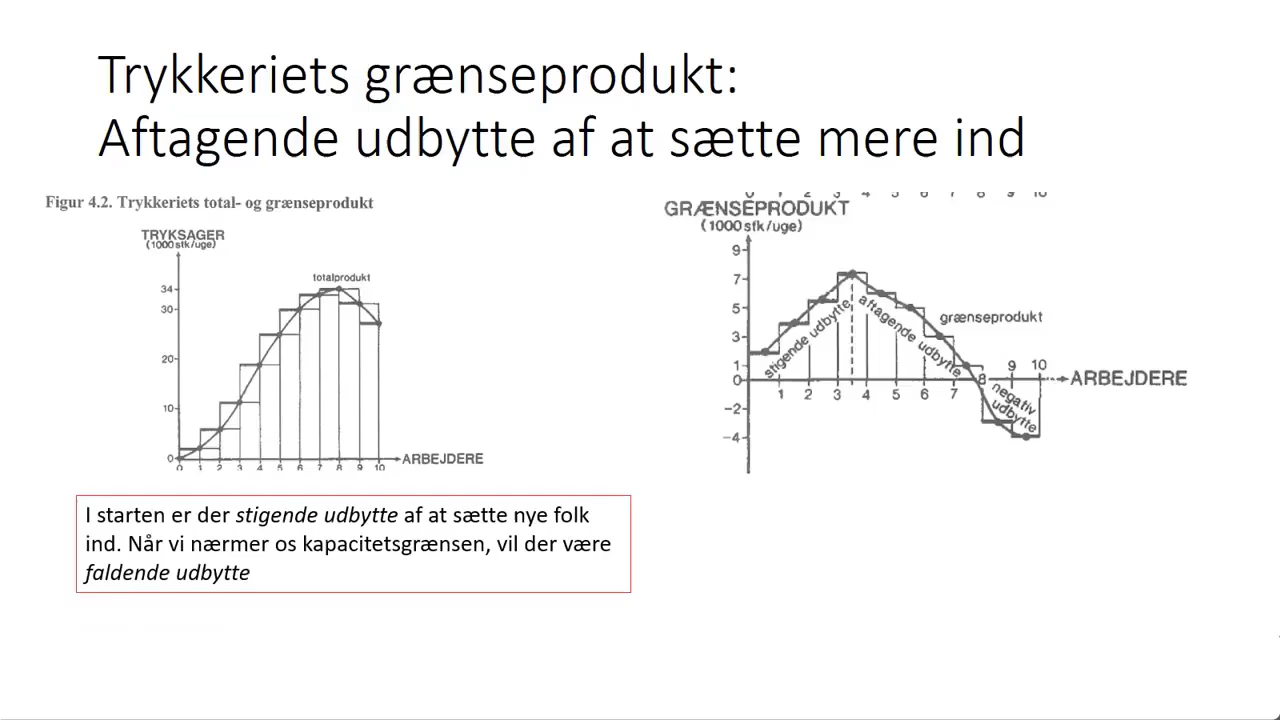 Trykkeriets grænseprodukt:
Aftagende udbytte af at sætte mere ind
Figur 4.2. Trykkeriets total- og grænseprodukt
TRYKSAGER
(1000 stk/uge)
totalprodukt
34
30
20
10
0
0 1 2 3 4 5 6 7 8 9 10
ARBEJDERE
GRÆNSEPRODUKT
(1000 stk/uge)
9
7
5
3
1
0
-2
-4
stigende udbytte
aftagende udbytte
grænseprodukt
negativ
udbytte
1 2 3 4 5 6 7 8 9 10
ARBEJDERE
I starten er der stigende udbytte af at sætte nye folk
ind. Når vi nærmer os kapacitetsgrænsen, vil der være
faldende udbytte